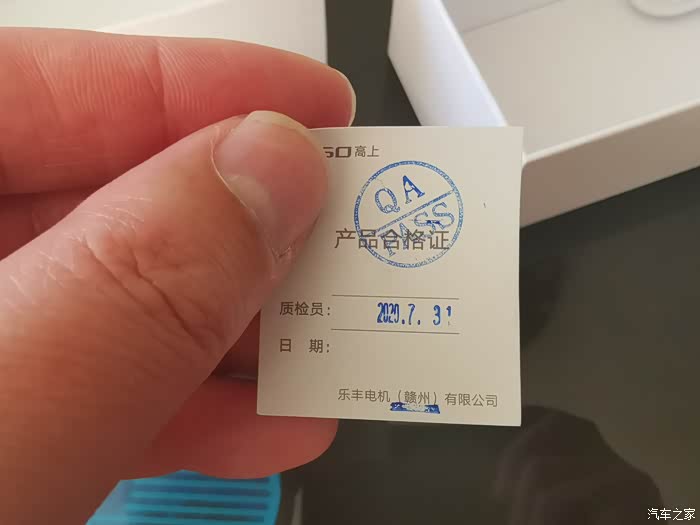 高上
QA
PASS
产品合格证
质检员:
2020.7.31
日 期:
乐丰电机（赣州）有限公司
汽车之家